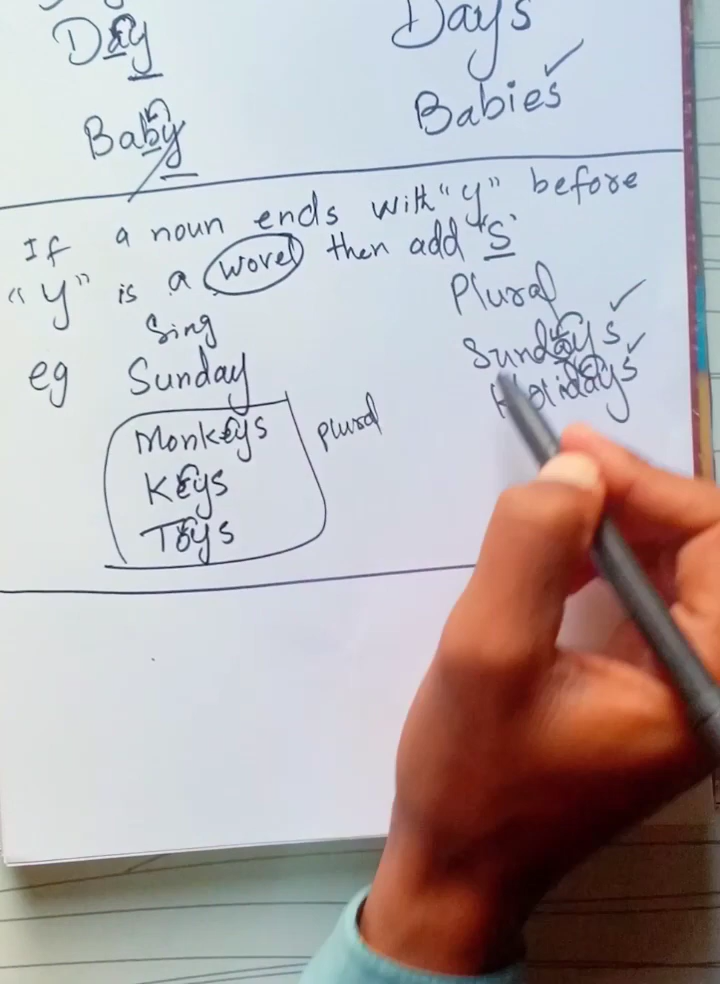 Day Days
Baby Babies
If a noun ends with "y" before
"y" is a wovel then add 'S'
Sing Plural
eg Sunday Sundays
Holidays
Monkeys plural
Keys
Toys